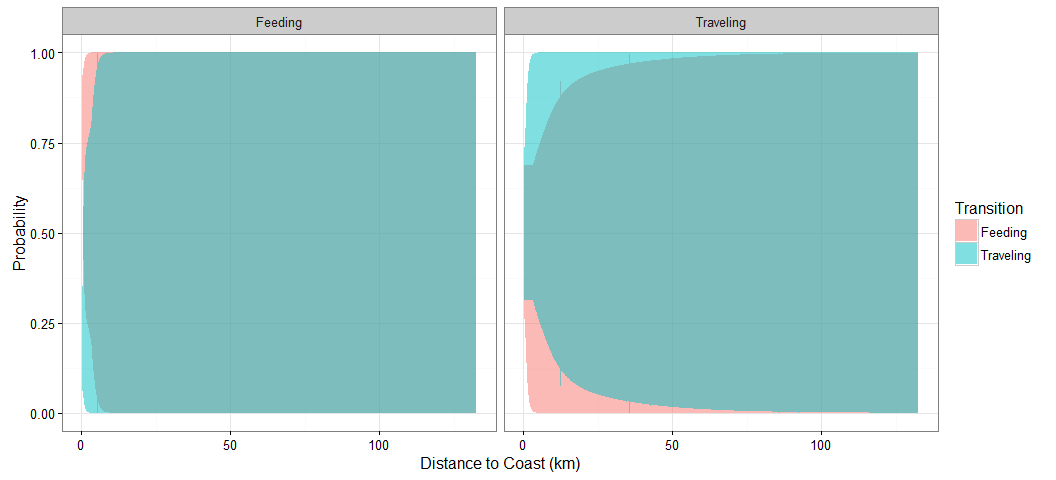 Feeding
Traveling
1.00
0.75
0.50
0.25
0.00
Probability
0 50 100
0 50 100
Distance to Coast (km)
Transition
Feeding
Traveling